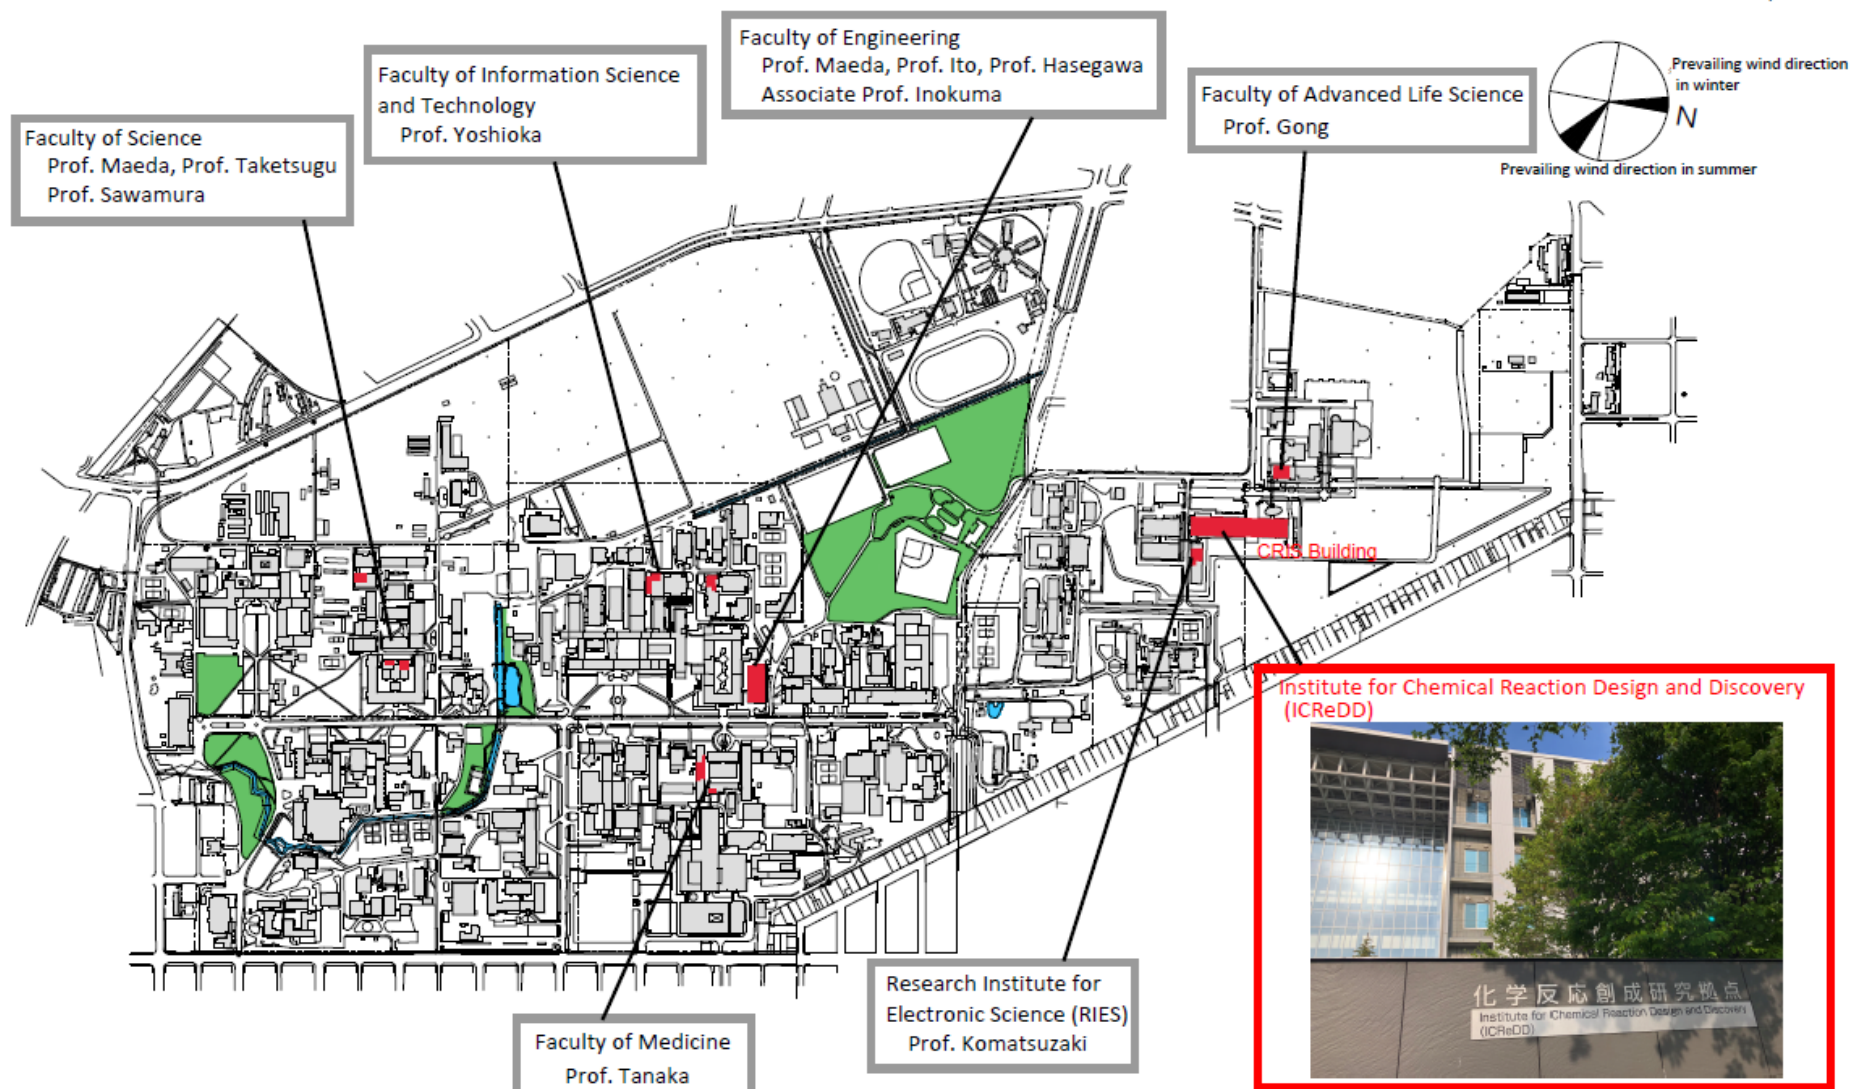 Faculty of Engineering
Prof. Maeda, Prof. Ito, Prof. Hasegawa
Associate Prof. Inokuma
Faculty of Information Science
and Technology
Prof. Yoshioka
Faculty of Advanced Life Science
Prof. Gong
Prevailing wind direction
in winter
N
Prevailing wind direction in summer
Faculty of Science
Prof. Maeda, Prof. Taketsugu
Prof. Sawamura
CRIS Building
Institute for Chemical Reaction Design and Discovery
(ICReDD)
化学反応創成研究拠点
Institute for Chemical Reaction Design and Discovery
(ICReDD)
Research Institute for
Electronic Science (RIES)
Prof. Komatsuzaki
Faculty of Medicine
Prof. Tanaka